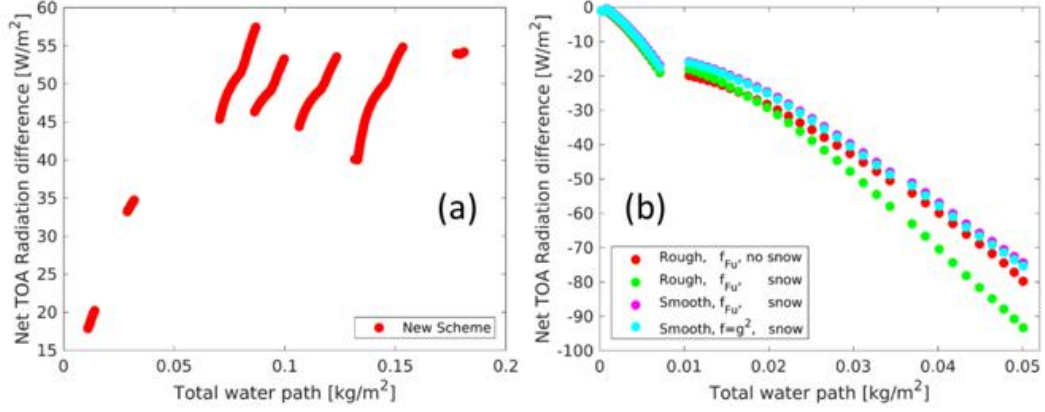 60
55
50
45
40
35
30
25
20
15
Net TOA Radiation difference [W/m²]
(a)
New Scheme
0
0.05
0.1
0.15
0.2
Total water path [kg/m²]
0
-10
-20
-30
-40
-50
-60
-70
-80
-90
-100
Net TOA Radiation difference [W/m²]
(b)
Rough, f_Fu, no snow
Rough, f_Fu, snow
Smooth, f_Fu, snow
Smooth, f=g², snow
0
0.01
0.02
0.03
0.04
0.05
Total water path [kg/m²]